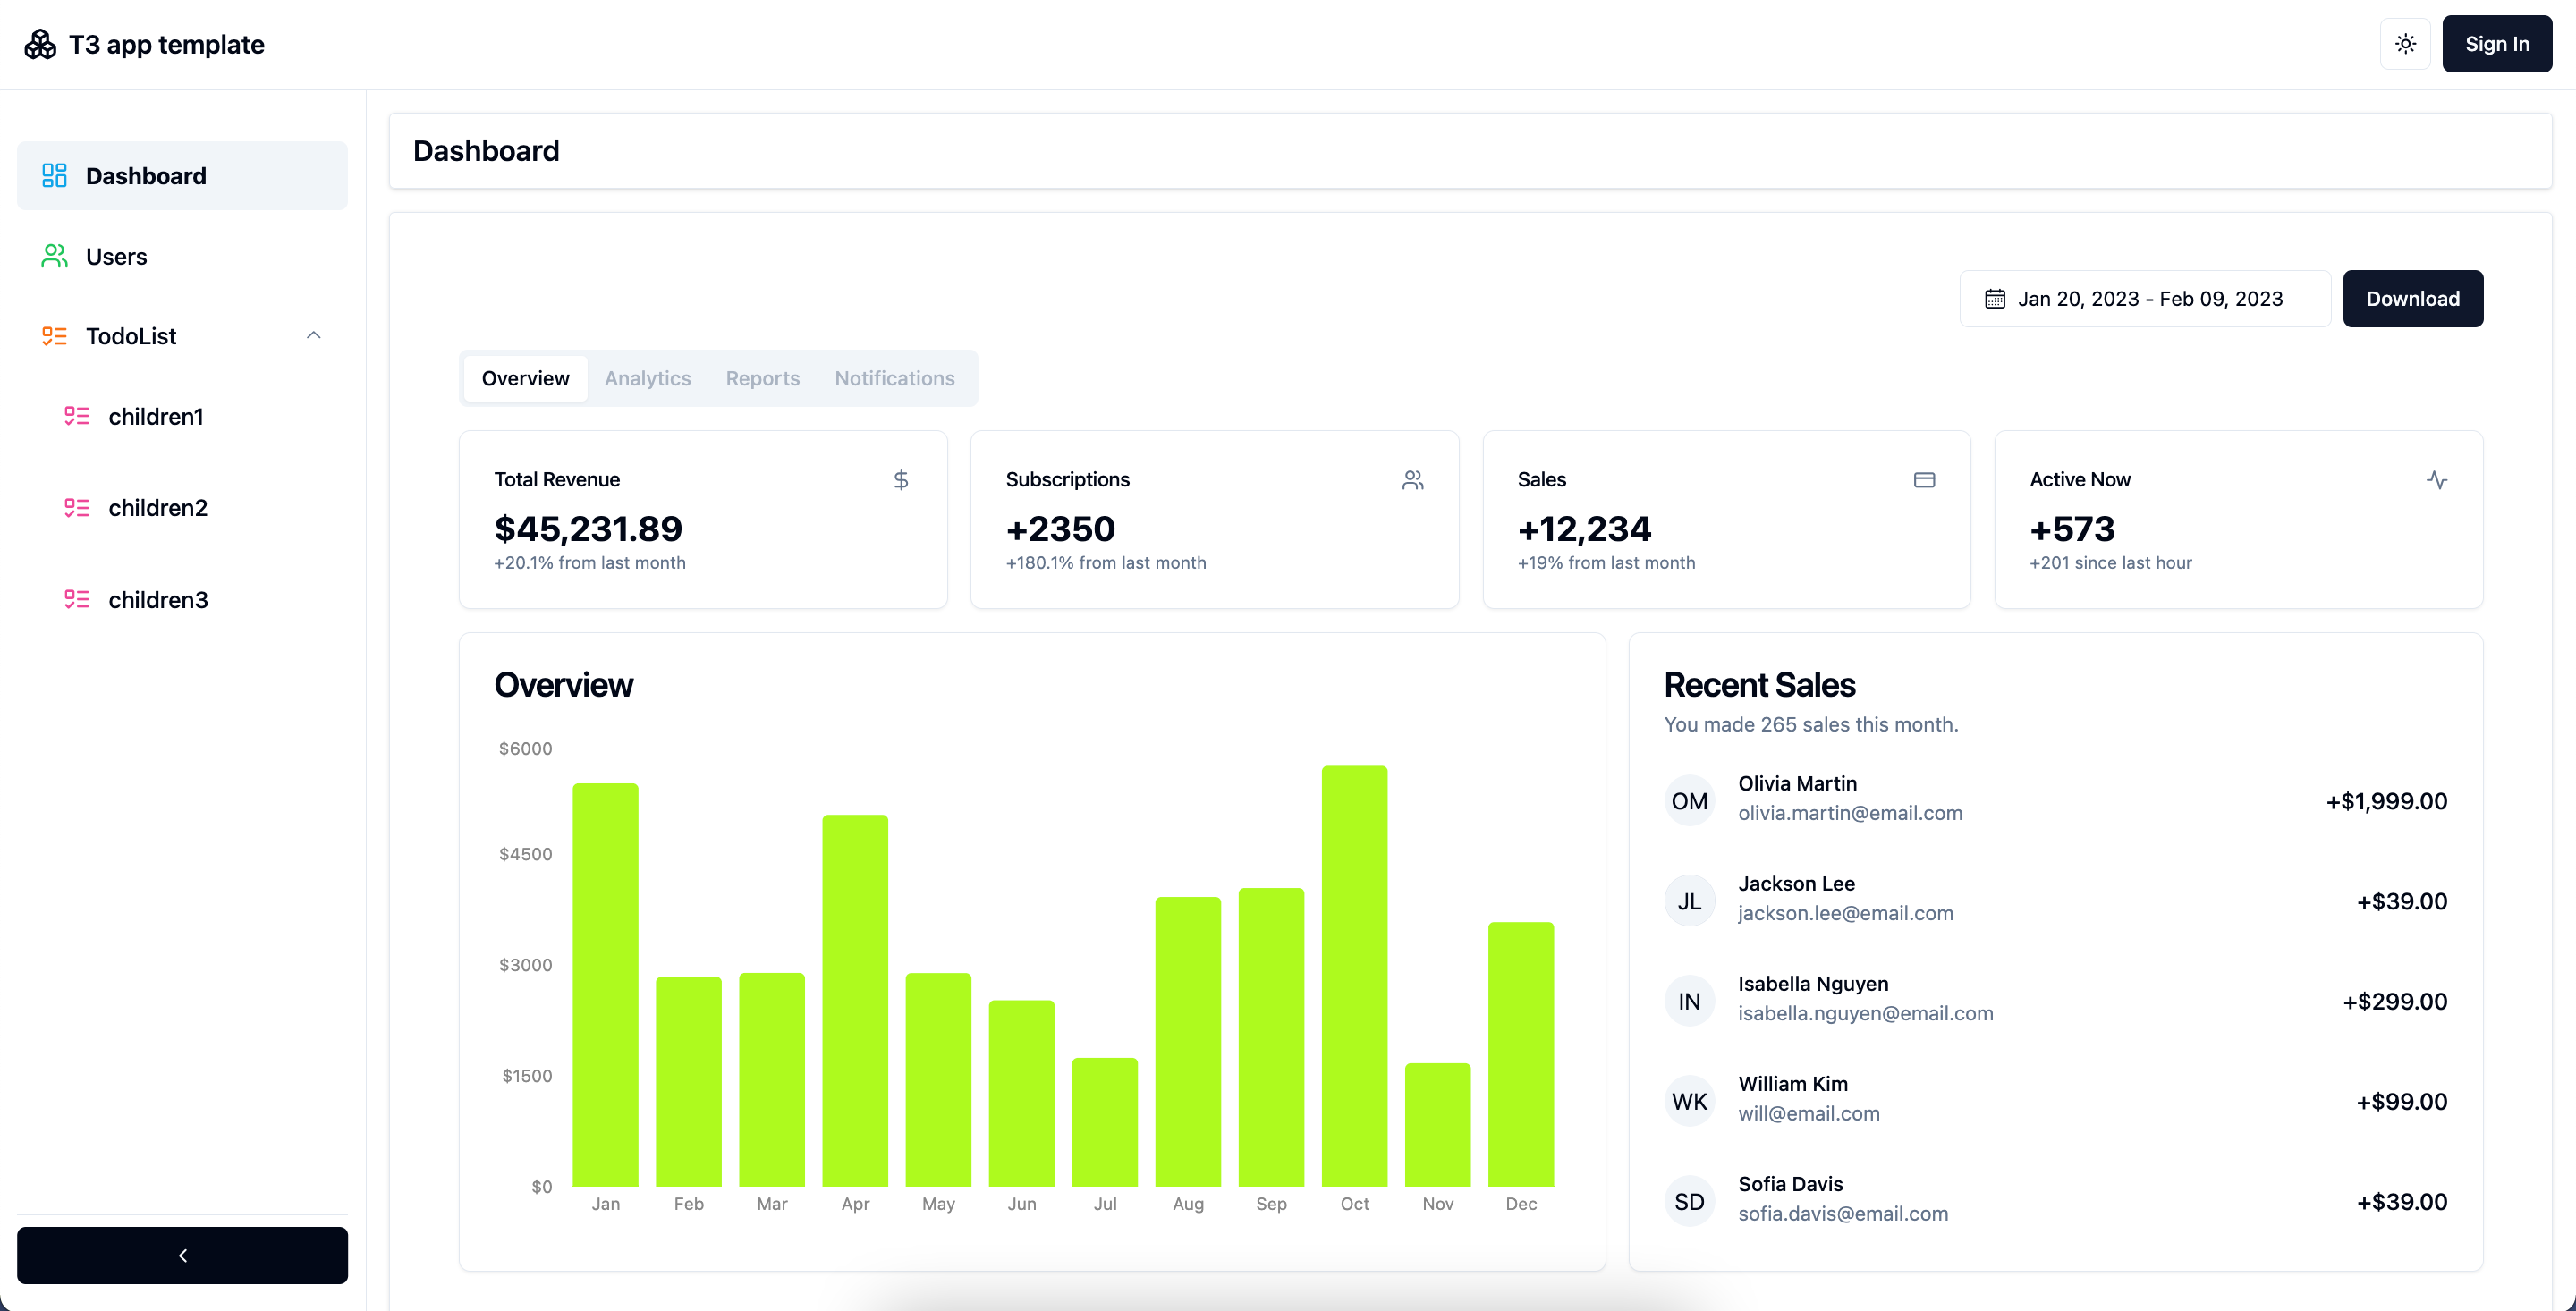 T3 app template
Sign In
Dashboard
Users
TodoList
children1
children2
children3
Dashboard
Jan 20, 2023 - Feb 09, 2023
Download
Overview Analytics Reports Notifications
Total Revenue
$45,231.89
+20.1% from last month
Subscriptions
+2350
+180.1% from last month
Sales
+12,234
+19% from last month
Active Now
+573
+201 since last hour
Overview
$6000
$4500
$3000
$1500
$0
Jan Feb Mar Apr May Jun Jul Aug Sep Oct Nov Dec
Recent Sales
You made 265 sales this month.
OM
Olivia Martin
olivia.martin@email.com
+$1,999.00
JL
Jackson Lee
jackson.lee@email.com
+$39.00
IN
Isabella Nguyen
isabella.nguyen@email.com
+$299.00
WK
William Kim
will@email.com
+$99.00
SD
Sofia Davis
sofia.davis@email.com
+$39.00